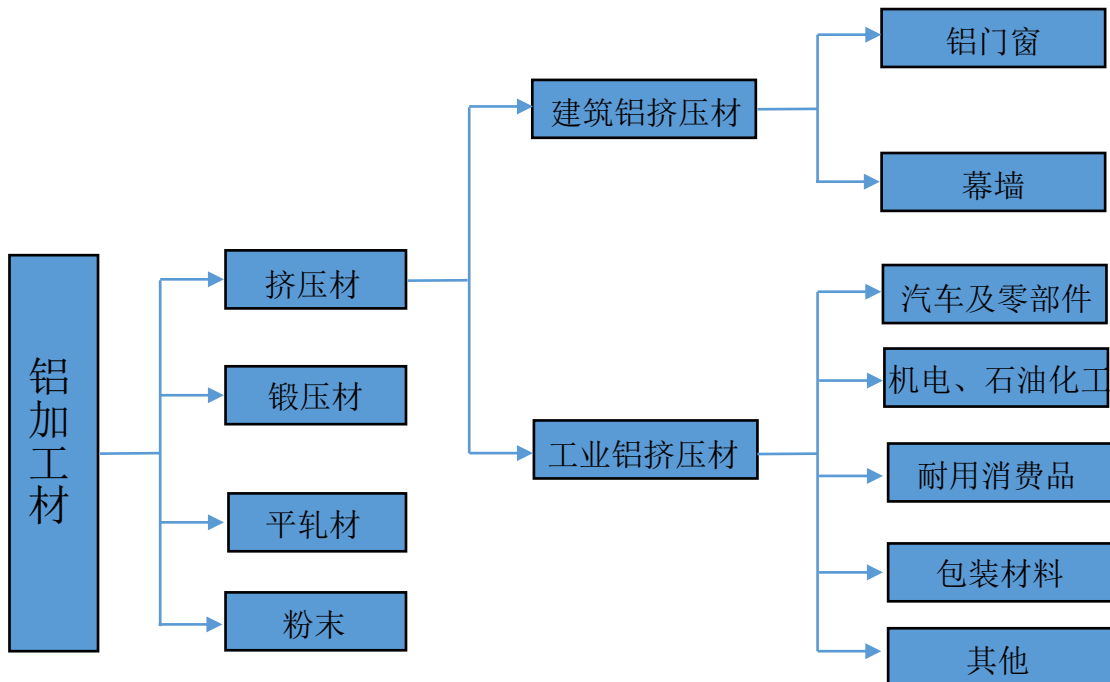 铝加工材
挤压材
锻压材
平轧材
粉末
建筑铝挤压材
工业铝挤压材
铝门窗
幕墙
汽车及零部件
机电、石油化工
耐用消费品
包装材料
其他